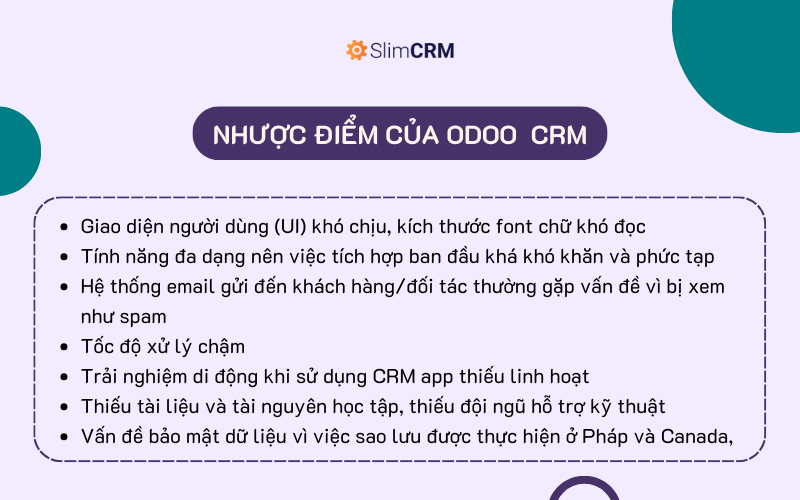 SlimCRM
NHƯỢC ĐIỂM CỦA ODOO CRM
Giao diện người dùng (UI) khó chịu, kích thước font chữ khó đọc
Tính năng đa dạng nên việc tích hợp ban đầu khá khó khăn và phức tạp
Hệ thống email gửi đến khách hàng/đối tác thường gặp vấn đề vì bị xem
như spam
Tốc độ xử lý chậm
Trải nghiệm di động khi sử dụng CRM app thiếu linh hoạt
Thiếu tài liệu và tài nguyên học tập, thiếu đội ngũ hỗ trợ kỹ thuật
Vấn đề bảo mật dữ liệu vì việc sao lưu được thực hiện ở Pháp và Canada,